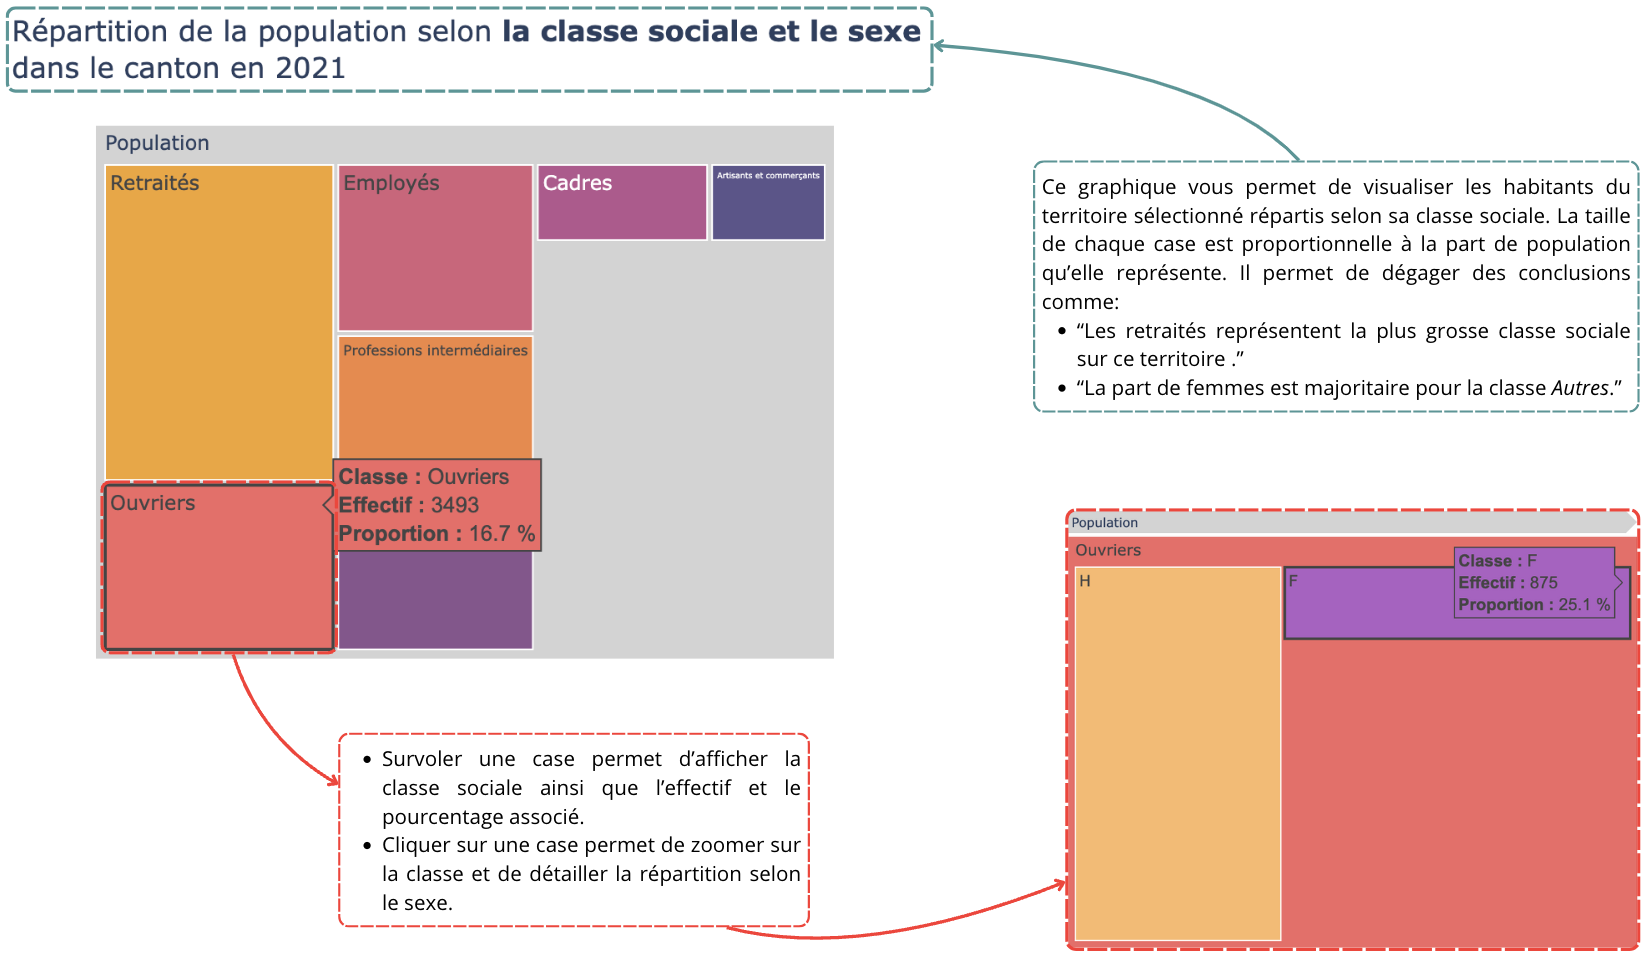 Répartition de la population selon la classe sociale et le sexe
dans le canton en 2021
Population
Retraités
Employés
Cadres
Artisants et commerçants
Professions intermédiaires
Ouvriers
Classe : Ouvriers
Effectif : 3493
Proportion : 16.7 %
Ce graphique vous permet de visualiser les habitants du
territoire sélectionné répartis selon sa classe sociale. La taille
de chaque case est proportionnelle à la part de population
qu’elle représente. Il permet de dégager des conclusions
comme:
• “Les retraités représentent la plus grosse classe sociale
sur ce territoire .”
• “La part de femmes est majoritaire pour la classe Autres.”
• Survoler une case permet d’afficher la
classe sociale ainsi que l’effectif et le
pourcentage associé.
• Cliquer sur une case permet de zoomer sur
la classe et de détailler la répartition selon
le sexe.
Population
Ouvriers
H
F
Classe : F
Effectif : 875
Proportion : 25.1 %